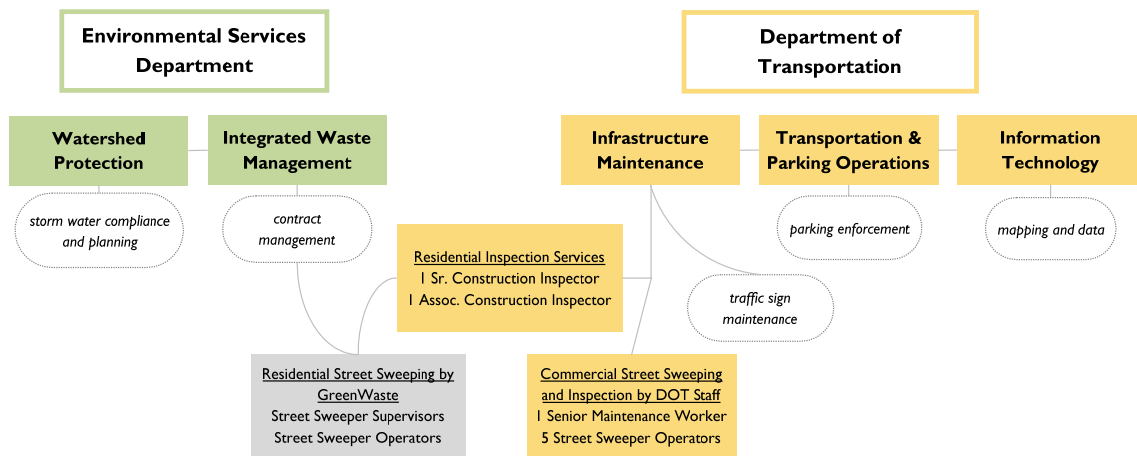 Environmental Services
Department
Department of
Transportation
Watershed
Protection
Integrated Waste
Management
Infrastructure
Maintenance
Transportation &
Parking Operations
Information
Technology
storm water compliance
and planning
contract
management
parking enforcement
mapping and data
Residential Inspection Services
1 Sr. Construction Inspector
1 Assoc. Construction Inspector
traffic sign
maintenance
Residential Street Sweeping by
GreenWaste
Street Sweeper Supervisors
Street Sweeper Operators
Commercial Street Sweeping
and Inspection by DOT Staff
1 Senior Maintenance Worker
5 Street Sweeper Operators